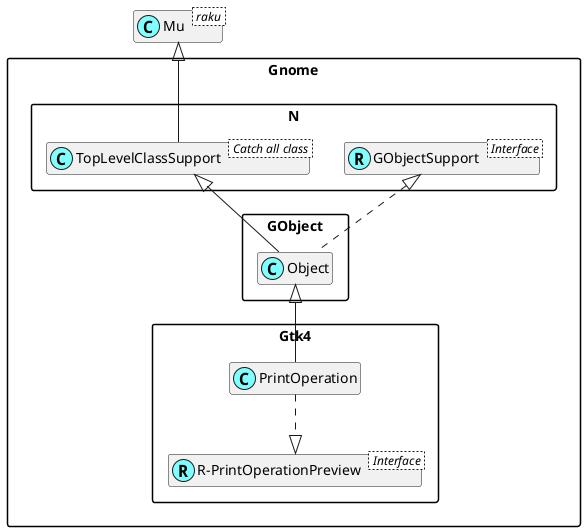 C Mu raku
Gnome
N
C TopLevelClassSupport Catch all class
R GObjectSupport Interface
GObject
C Object
Gtk4
C PrintOperation
R R-PrintOperationPreview Interface